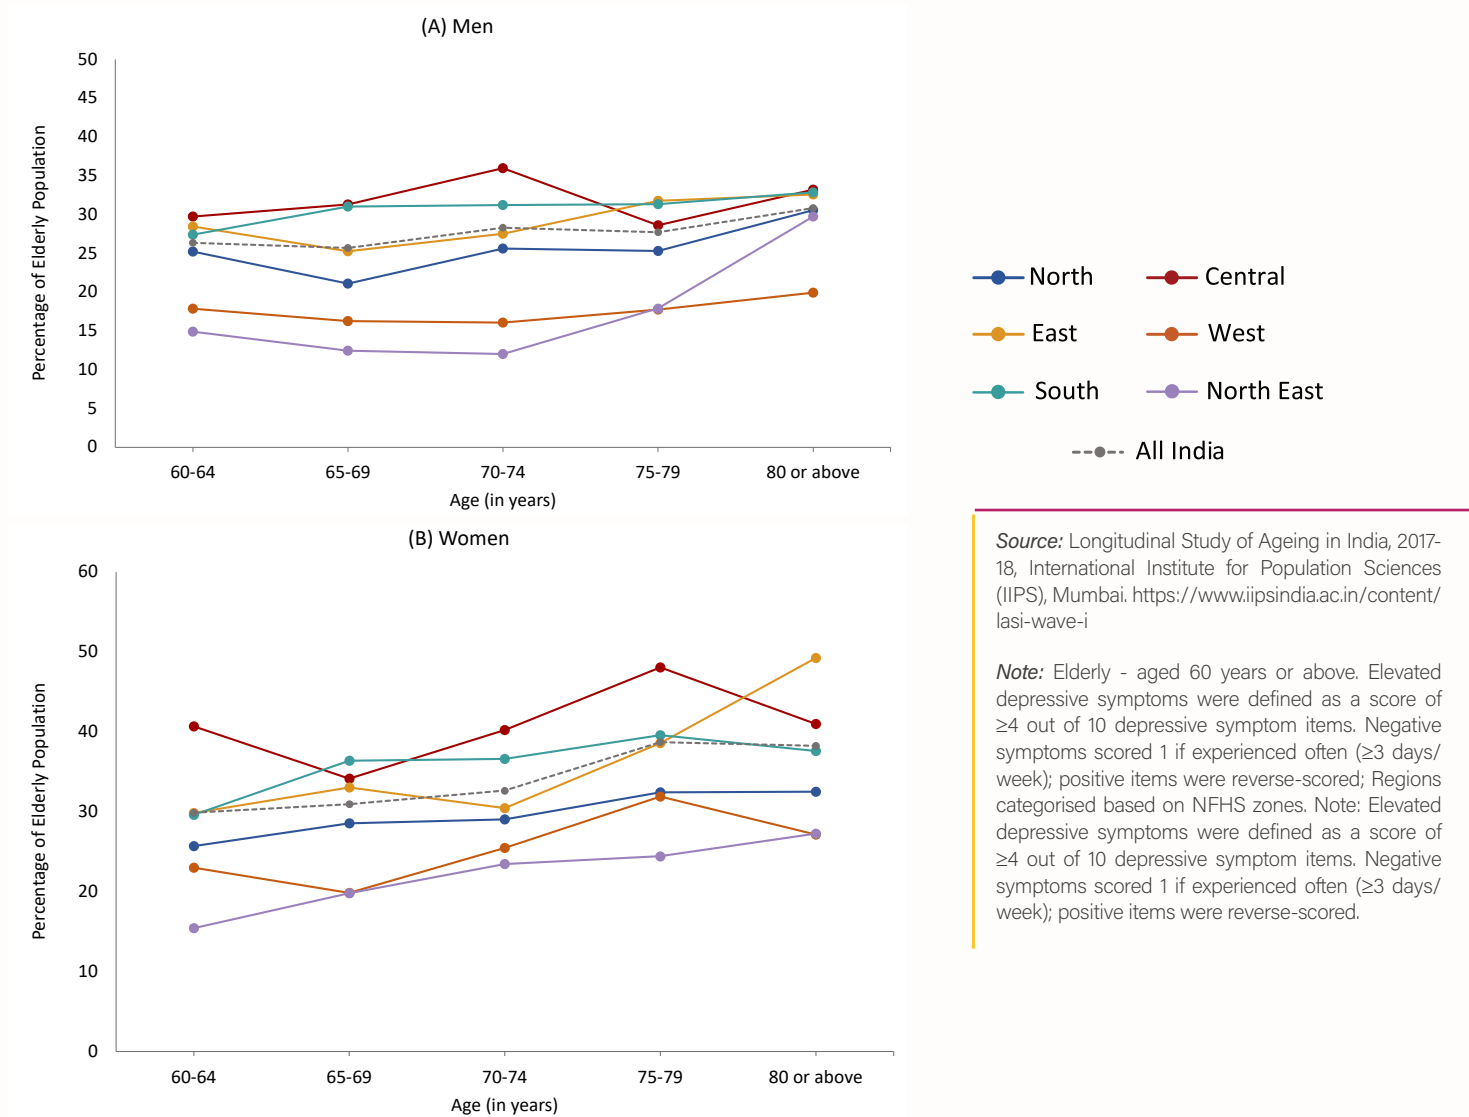 (A) Men
50
45
40
35
30
25
20
15
10
5
0
Percentage of Elderly Population
60-64 65-69 70-74 75-79 80 or above
Age (in years)
(B) Women
60
50
40
30
20
10
0
Percentage of Elderly Population
60-64 65-69 70-74 75-79 80 or above
Age (in years)
North Central
East West
South North East
All India
Source: Longitudinal Study of Ageing in India, 2017-
18, International Institute for Population Sciences
(IIPS), Mumbai. https://www.iipsindia.ac.in/content/
lasi-wave-i
Note: Elderly - aged 60 years or above. Elevated
depressive symptoms were defined as a score of
≥4 out of 10 depressive symptom items. Negative
symptoms scored 1 if experienced often (≥3 days/
week); positive items were reverse-scored; Regions
categorised based on NFHS zones. Note: Elevated
depressive symptoms were defined as a score of
≥4 out of 10 depressive symptom items. Negative
symptoms scored 1 if experienced often (≥3 days/
week); positive items were reverse-scored.